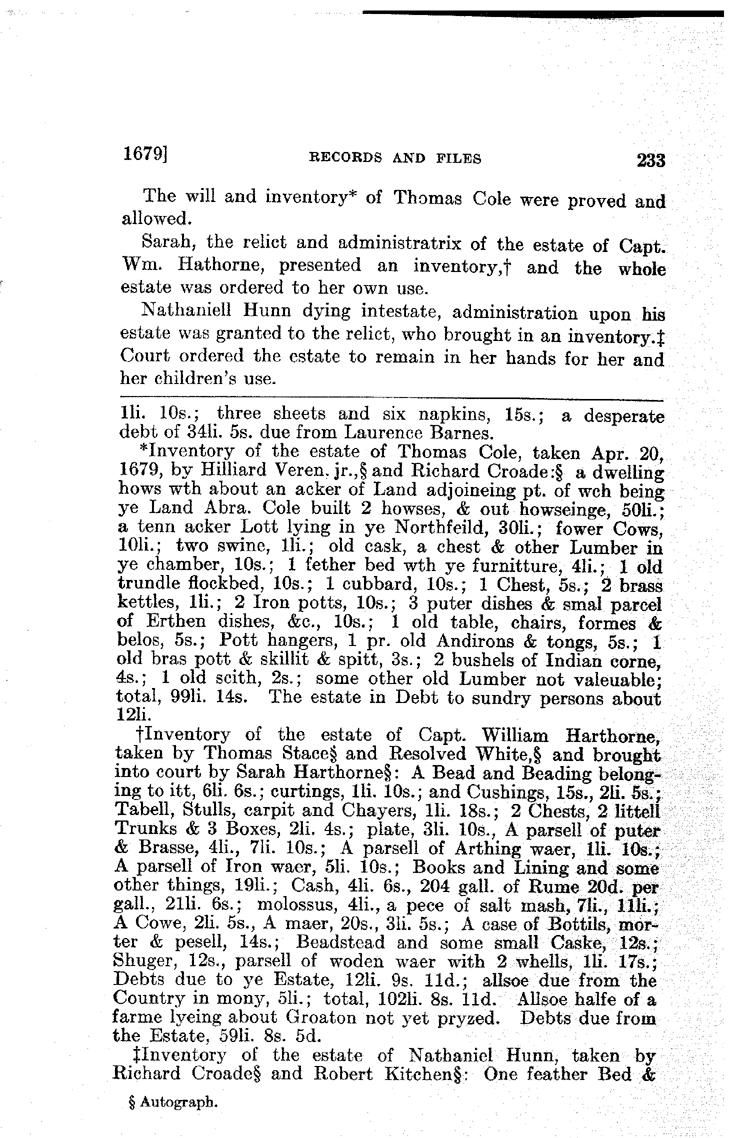 1679] RECORDS AND FILES 233
The will and inventory* of Thomas Cole were proved and
allowed.
Sarah, the relict and administratrix of the estate of Capt.
Wm. Hathorne, presented an inventory,† and the whole
estate was ordered to her own use.
Nathaniell Hunn dying intestate, administration upon his
estate was granted to the relict, who brought in an inventory.‡
Court ordered the estate to remain in her hands for her and
her children's use.
1li. 10s.; three sheets and six napkins, 15s.; a desperate
debt of 34li. 5s. due from Laurence Barnes.
*Inventory of the estate of Thomas Cole, taken Apr. 20,
1679, by Hilliard Veren. jr.,§ and Richard Croade:§ a dwelling
hows wth about an acker of Land adjoineing pt. of wch being
ye Land Abra. Cole built 2 howses, & out howseinge, 50li.;
a tenn acker Lott lying in ye Northfeild, 30li.; fower Cows,
10li.; two swine, 1li.; old cask, a chest & other Lumber in
ye chamber, 10s.; 1 fether bed wth ye furnitture, 4li.; 1 old
trundle flockbed, 10s.; 1 cubbard, 10s.; 1 Chest, 5s.; 2 brass
kettles, 1li.; 2 Iron potts, 10s.; 3 puter dishes & smal parcel
of Erthen dishes, &c., 10s.; 1 old table, chairs, formes &
belos, 5s.; Pott hangers, 1 pr. old Andirons & tongs, 5s.; 1
old bras pott & skillit & spitt, 3s.; 2 bushels of Indian corne,
4s.; 1 old scith, 2s.; some other old Lumber not valeuable;
total, 99li. 14s. The estate in Debt to sundry persons about
12li.
†Inventory of the estate of Capt. William Harthorne,
taken by Thomas Stace§ and Resolved White,§ and brought
into court by Sarah Harthorne§: A Bead and Beading belong-
ing to itt, 6li. 6s.; curtings, 1li. 10s.; and Cushings, 15s., 2li. 5s.;
Tabell, Stulls, carpit and Chayers, 1li. 18s.; 2 Chests, 2 littell
Trunks & 3 Boxes, 2li. 4s.; plate, 3li. 10s., A parsell of puter
& Brasse, 4li., 7li. 10s.; A parsell of Arthing waer, 1li. 10s.;
A parsell of Iron waer, 5li. 10s.; Books and Lining and some
other things, 19li.; Cash, 4li. 6s., 204 gall. of Rume 20d. per
gall., 21li. 6s.; molossus, 4li., a pece of salt mash, 7li., 11li.;
A Cowe, 2li. 5s., A maer, 20s., 3li. 5s.; A case of Bottils, mor-
ter & pesell, 14s.; Beadstead and some small Caske, 12s.;
Shuger, 12s., parsell of woden waer with 2 whells, 1li. 17s.;
Debts due to ye Estate, 12li. 9s. 11d.; allsoe due from the
Country in mony, 5li.; total, 102li. 8s. 11d. Allsoe halfe of a
farme lyeing about Groaton not yet pryzed. Debts due from
the Estate, 59li. 8s. 5d.
‡Inventory of the estate of Nathaniel Hunn, taken by
Richard Croade§ and Robert Kitchen§: One feather Bed &
§ Autograph.